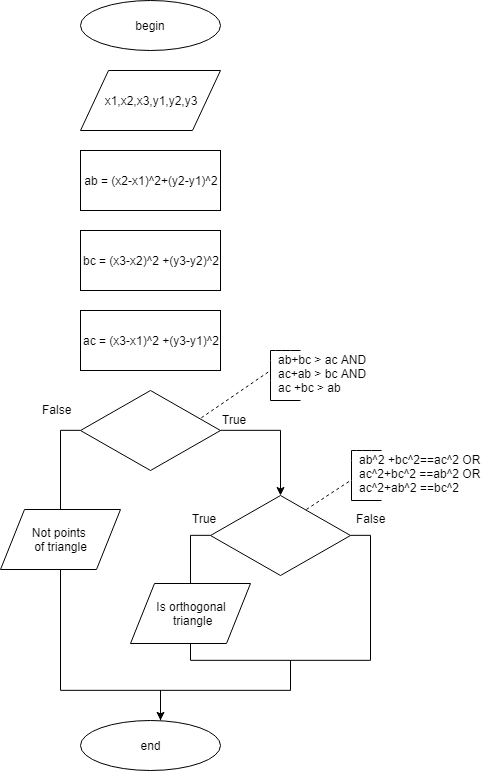 begin
x1,x2,x3,y1,y2,y3
ab = (x2-x1)^2+(y2-y1)^2
bc = (x3-x2)^2 +(y3-y2)^2
ac = (x3-x1)^2 +(y3-y1)^2
ab+bc > ac AND
ac+ab > bc AND
ac +bc > ab
False
True
ab^2 +bc^2==ac^2 OR
ac^2+bc^2 ==ab^2 OR
ac^2+ab^2 ==bc^2
True
False
Not points
of triangle
Is orthogonal
triangle
end